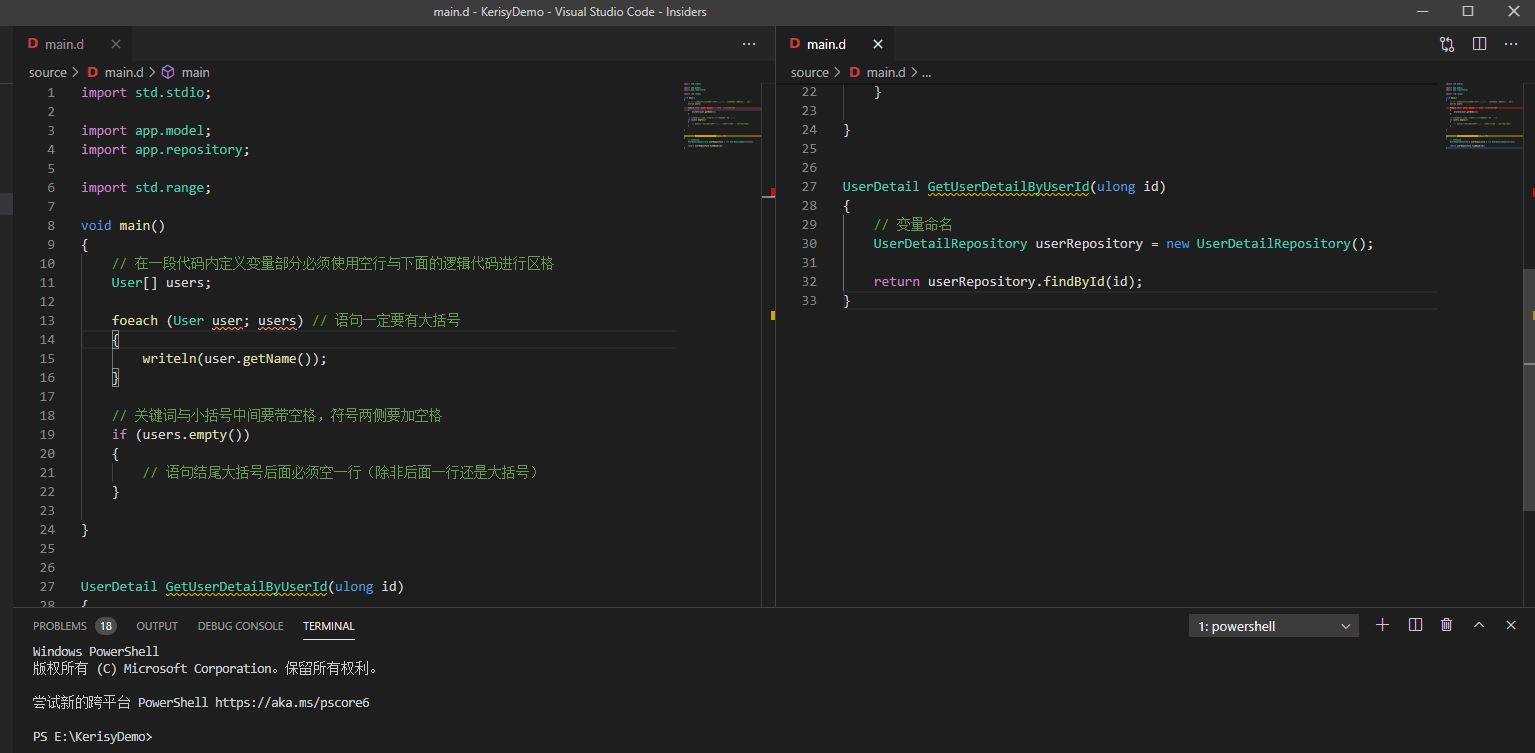 main.d - KerisyDemo - Visual Studio Code - Insiders
D main.d
source > D main.d > main
1 import std.stdio;
2
3 import app.model;
4 import app.repository;
5
6 import std.range;
7
8 void main()
9 {
10 // 在一段代码内定义变量部分必须使用空行与下面的逻辑代码进行区格
11 User[] users;
12
13 foeach (User user; users) // 语句一定要有大括号
14 {
15 writeln(user.getName());
16 }
17
18 // 关键词与小括号中间要带空格，符号两侧要加空格
19 if (users.empty())
20 {
21 // 语句结尾大括号后面必须空一行（除非后面一行还是大括号）
22 }
23
24 }
25
26
27 UserDetail GetUserDetailByUserId(ulong id)
28 {
D main.d
source > D main.d > ...
22 }
23
24 }
25
26
27 UserDetail GetUserDetailByUserId(ulong id)
28 {
29 // 变量命名
30 UserDetailRepository userRepository = new UserDetailRepository();
31
32 return userRepository.findById(id);
33 }
PROBLEMS 18 OUTPUT DEBUG CONSOLE TERMINAL 1: powershell
Windows PowerShell
版权所有 (C) Microsoft Corporation。保留所有权利。
尝试新的跨平台 PowerShell https://aka.ms/pscore6
PS E:\KerisyDemo>